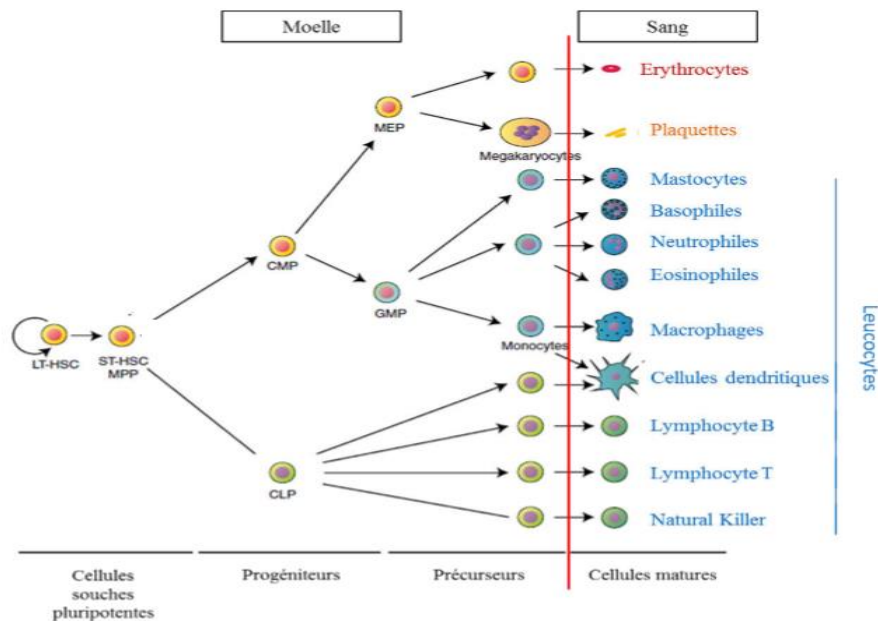 Moelle
Sang
Erythrocytes
MEP
Plaquettes
Megakaryocytes
Mastocytes
Basophiles
Neutrophiles
CMP
Eosinophiles
GMP
Macrophages
Monocytes
LT-HSC
ST-HSC
MPP
Cellules dendritiques
Leucocytes
Lymphocyte B
Lymphocyte T
CLP
Natural Killer
Cellules
souches
pluripotentes
Progéniteurs
Précurseurs
Cellules matures